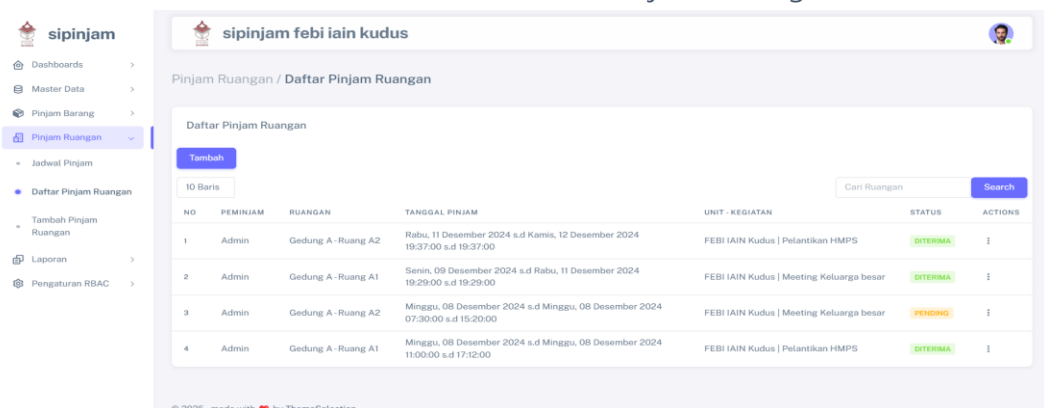 sipinjam
sipinjam febi iain kudus
Dashboards
Master Data
Pinjam Barang
Pinjam Ruangan
Jadwal Pinjam
Daftar Pinjam Ruangan
Tambah Pinjam
Ruangan
Laporan
Pengaturan RBAC
Pinjam Ruangan / Daftar Pinjam Ruangan
Daftar Pinjam Ruangan
Tambah
10 Baris
Cari Ruangan Search
NO PEMINJAM RUANGAN TANGGAL PINJAM UNIT - KEGIATAN STATUS ACTIONS
1 Admin Gedung A - Ruang A2 Rabu, 11 Desember 2024 s.d Kamis, 12 Desember 2024 FEBI IAIN Kudus | Pelantikan HMPS DITERIMA
19:37:00 s.d 19:37:00
2 Admin Gedung A - Ruang A1 Senin, 09 Desember 2024 s.d Rabu, 11 Desember 2024 FEBI IAIN Kudus | Meeting Keluarga besar DITERIMA
19:29:00 s.d 19:29:00
3 Admin Gedung A - Ruang A2 Minggu, 08 Desember 2024 s.d Minggu, 08 Desember 2024 FEBI IAIN Kudus | Meeting Keluarga besar PENDING
07:30:00 s.d 15:20:00
4 Admin Gedung A - Ruang A1 Minggu, 08 Desember 2024 s.d Minggu, 08 Desember 2024 FEBI IAIN Kudus | Pelantikan HMPS DITERIMA
11:00:00 s.d 17:12:00